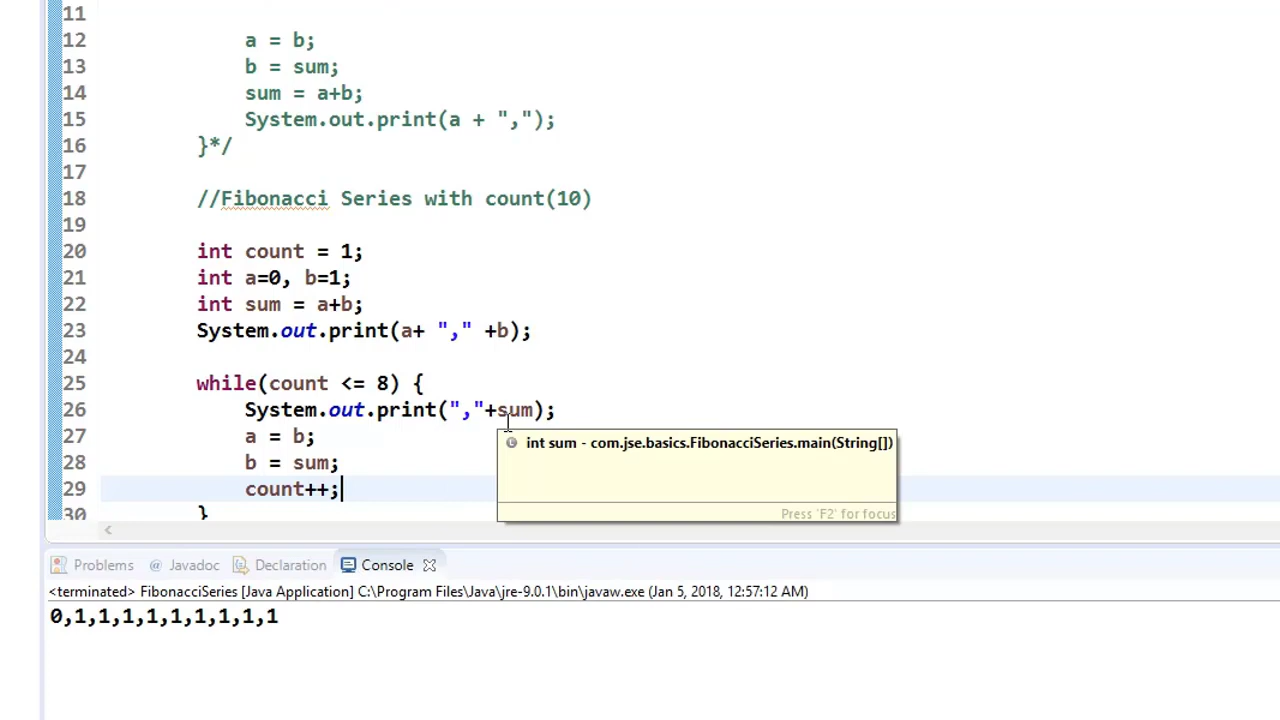 11
12 a = b;
13 b = sum;
14 sum = a+b;
15 System.out.print(a + ",");
16 }*/
17
18 //Fibonacci Series with count(10)
19
20 int count = 1;
21 int a=0, b=1;
22 int sum = a+b;
23 System.out.print(a+ "," +b);
24
25 while(count <= 8) {
26 System.out.print(","+sum);
27 a = b;
int sum - com.jse.basics.FibonacciSeries.main(String[])
28 b = sum;
29 count++;
Press 'F2' for focus
30 }
<
Problems @ Javadoc Declaration Console
<terminated> FibonacciSeries [Java Application] C:\Program Files\Java\jre-9.0.1\bin\javaw.exe (Jan 5, 2018, 12:57:12 AM)
0,1,1,1,1,1,1,1,1,1